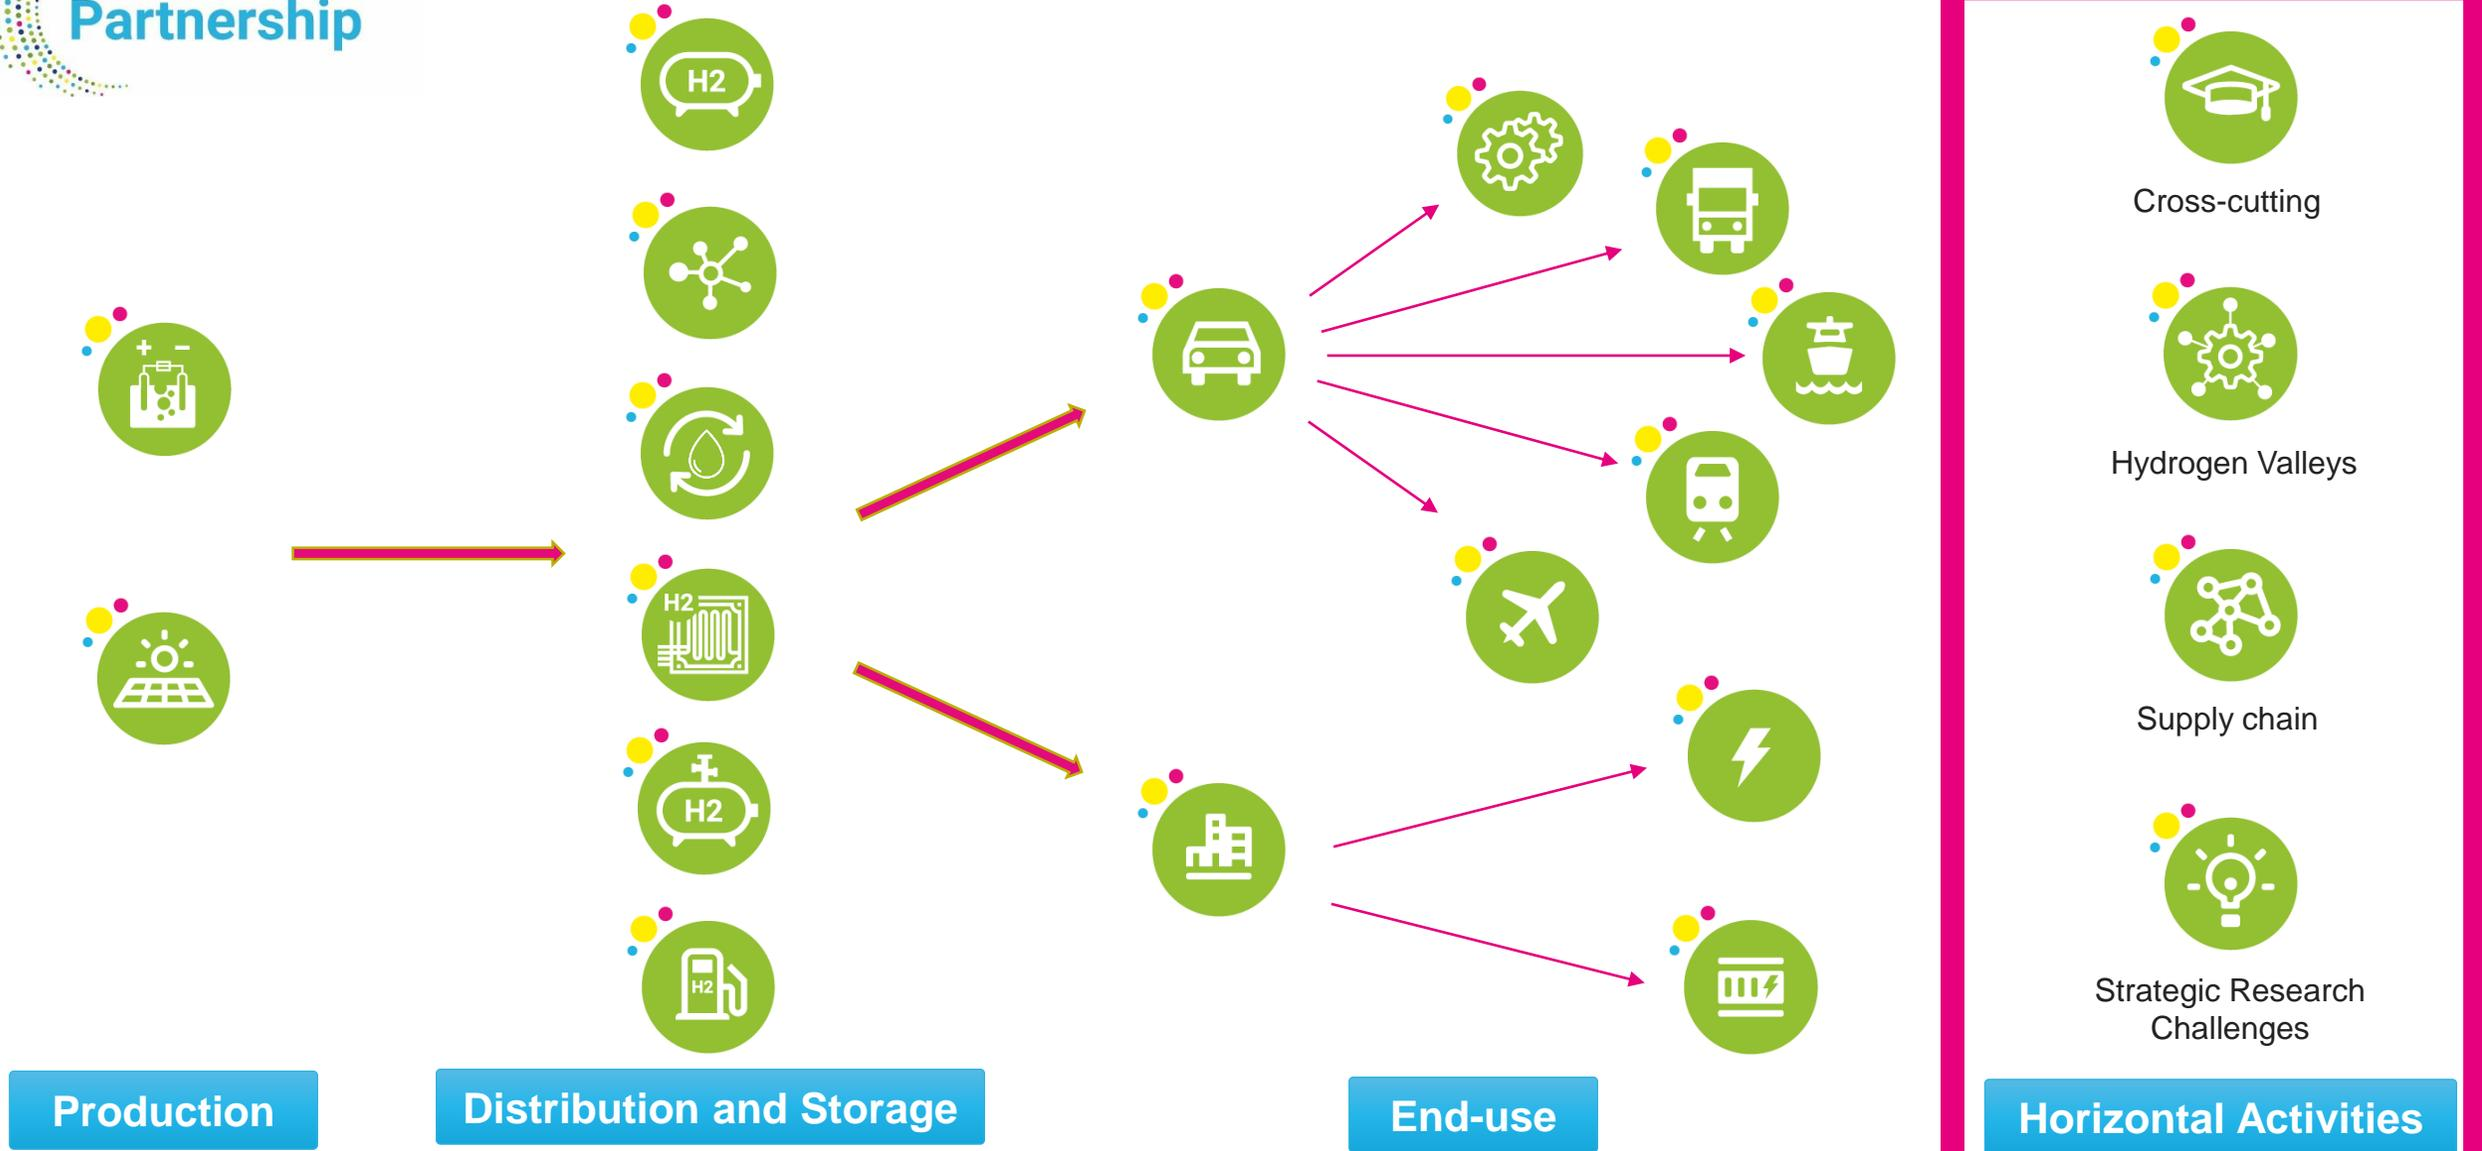 Partnership
H2
H2
H2
H2
Production
Distribution and Storage
End-use
Cross-cutting
Hydrogen Valleys
Supply chain
Strategic Research
Challenges
Horizontal Activities